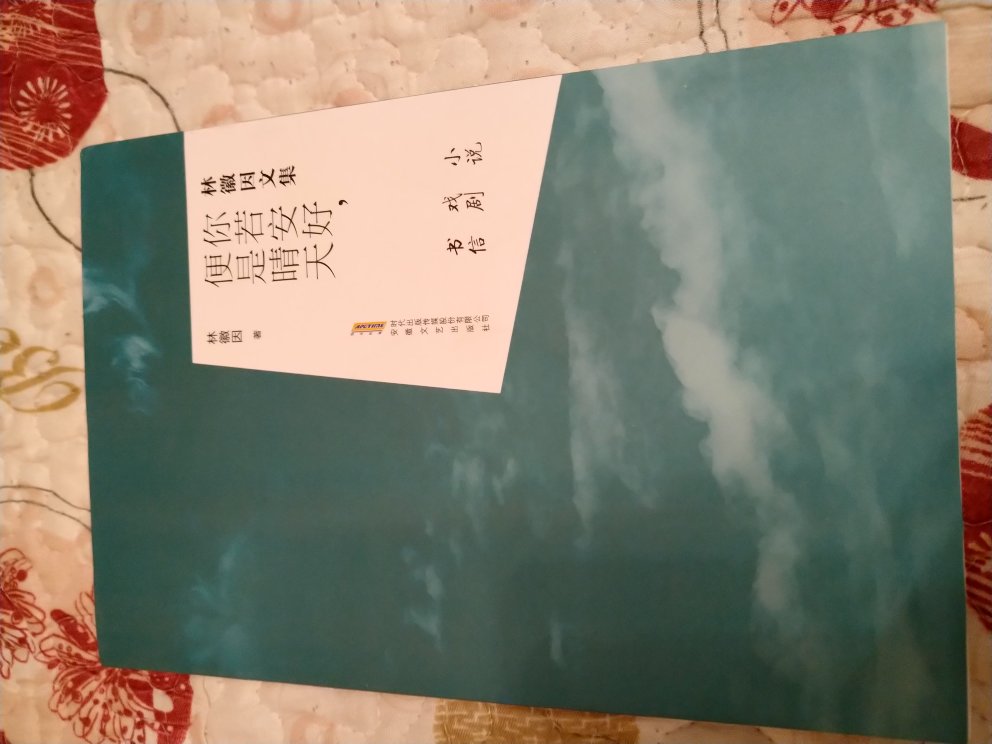 林徽因文集
你若安好，
便是晴天
林徽因 著
小说
戏剧
书信
APCTIME
时代出版传媒股份有限公司
安徽文艺出版社